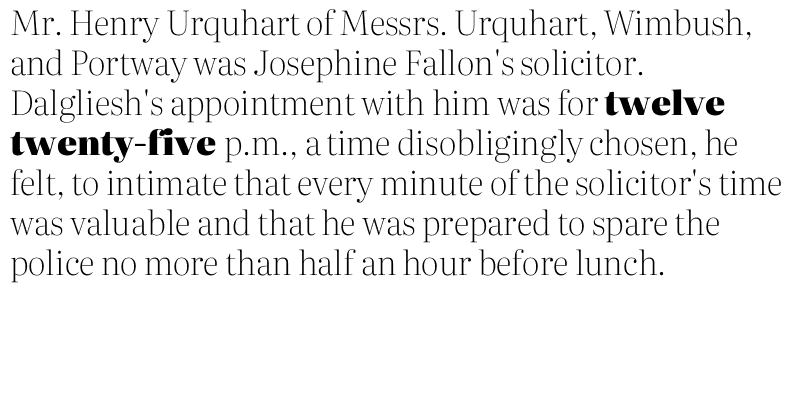 Mr. Henry Urquhart of Messrs. Urquhart, Wimbush,
and Portway was Josephine Fallon's solicitor.
Dalgliesh's appointment with him was for twelve
twenty-five p.m., a time disobligingly chosen, he
felt, to intimate that every minute of the solicitor's time
was valuable and that he was prepared to spare the
police no more than half an hour before lunch.